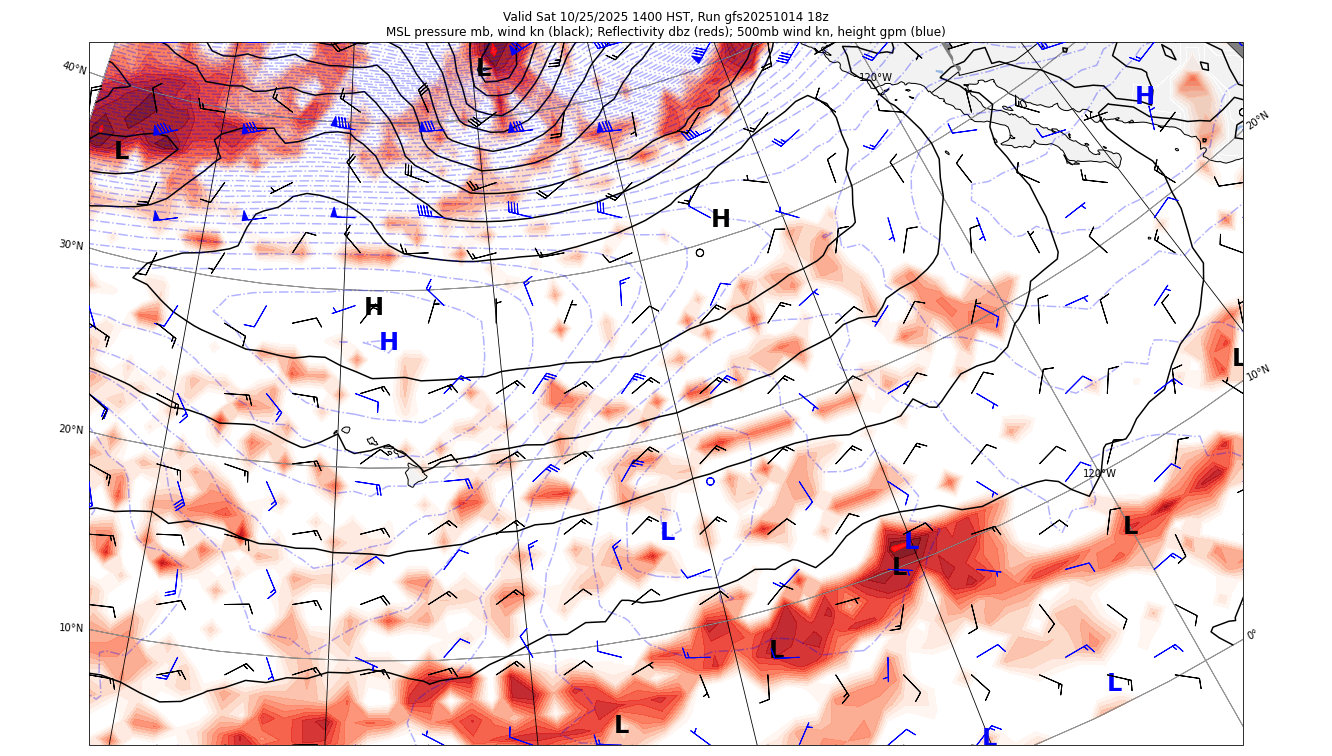 Valid Sat 10/25/2025 1400 HST, Run gfs20251014 18z
MSL pressure mb, wind kn (black); Reflectivity dbz (reds); 500mb wind kn, height gpm (blue)
40°N
L
120°W
H
20°N
L
H
30°N
H
H
L
10°N
20°N
120°W
L
L
L
L
10°N
0°
L
L
L
L